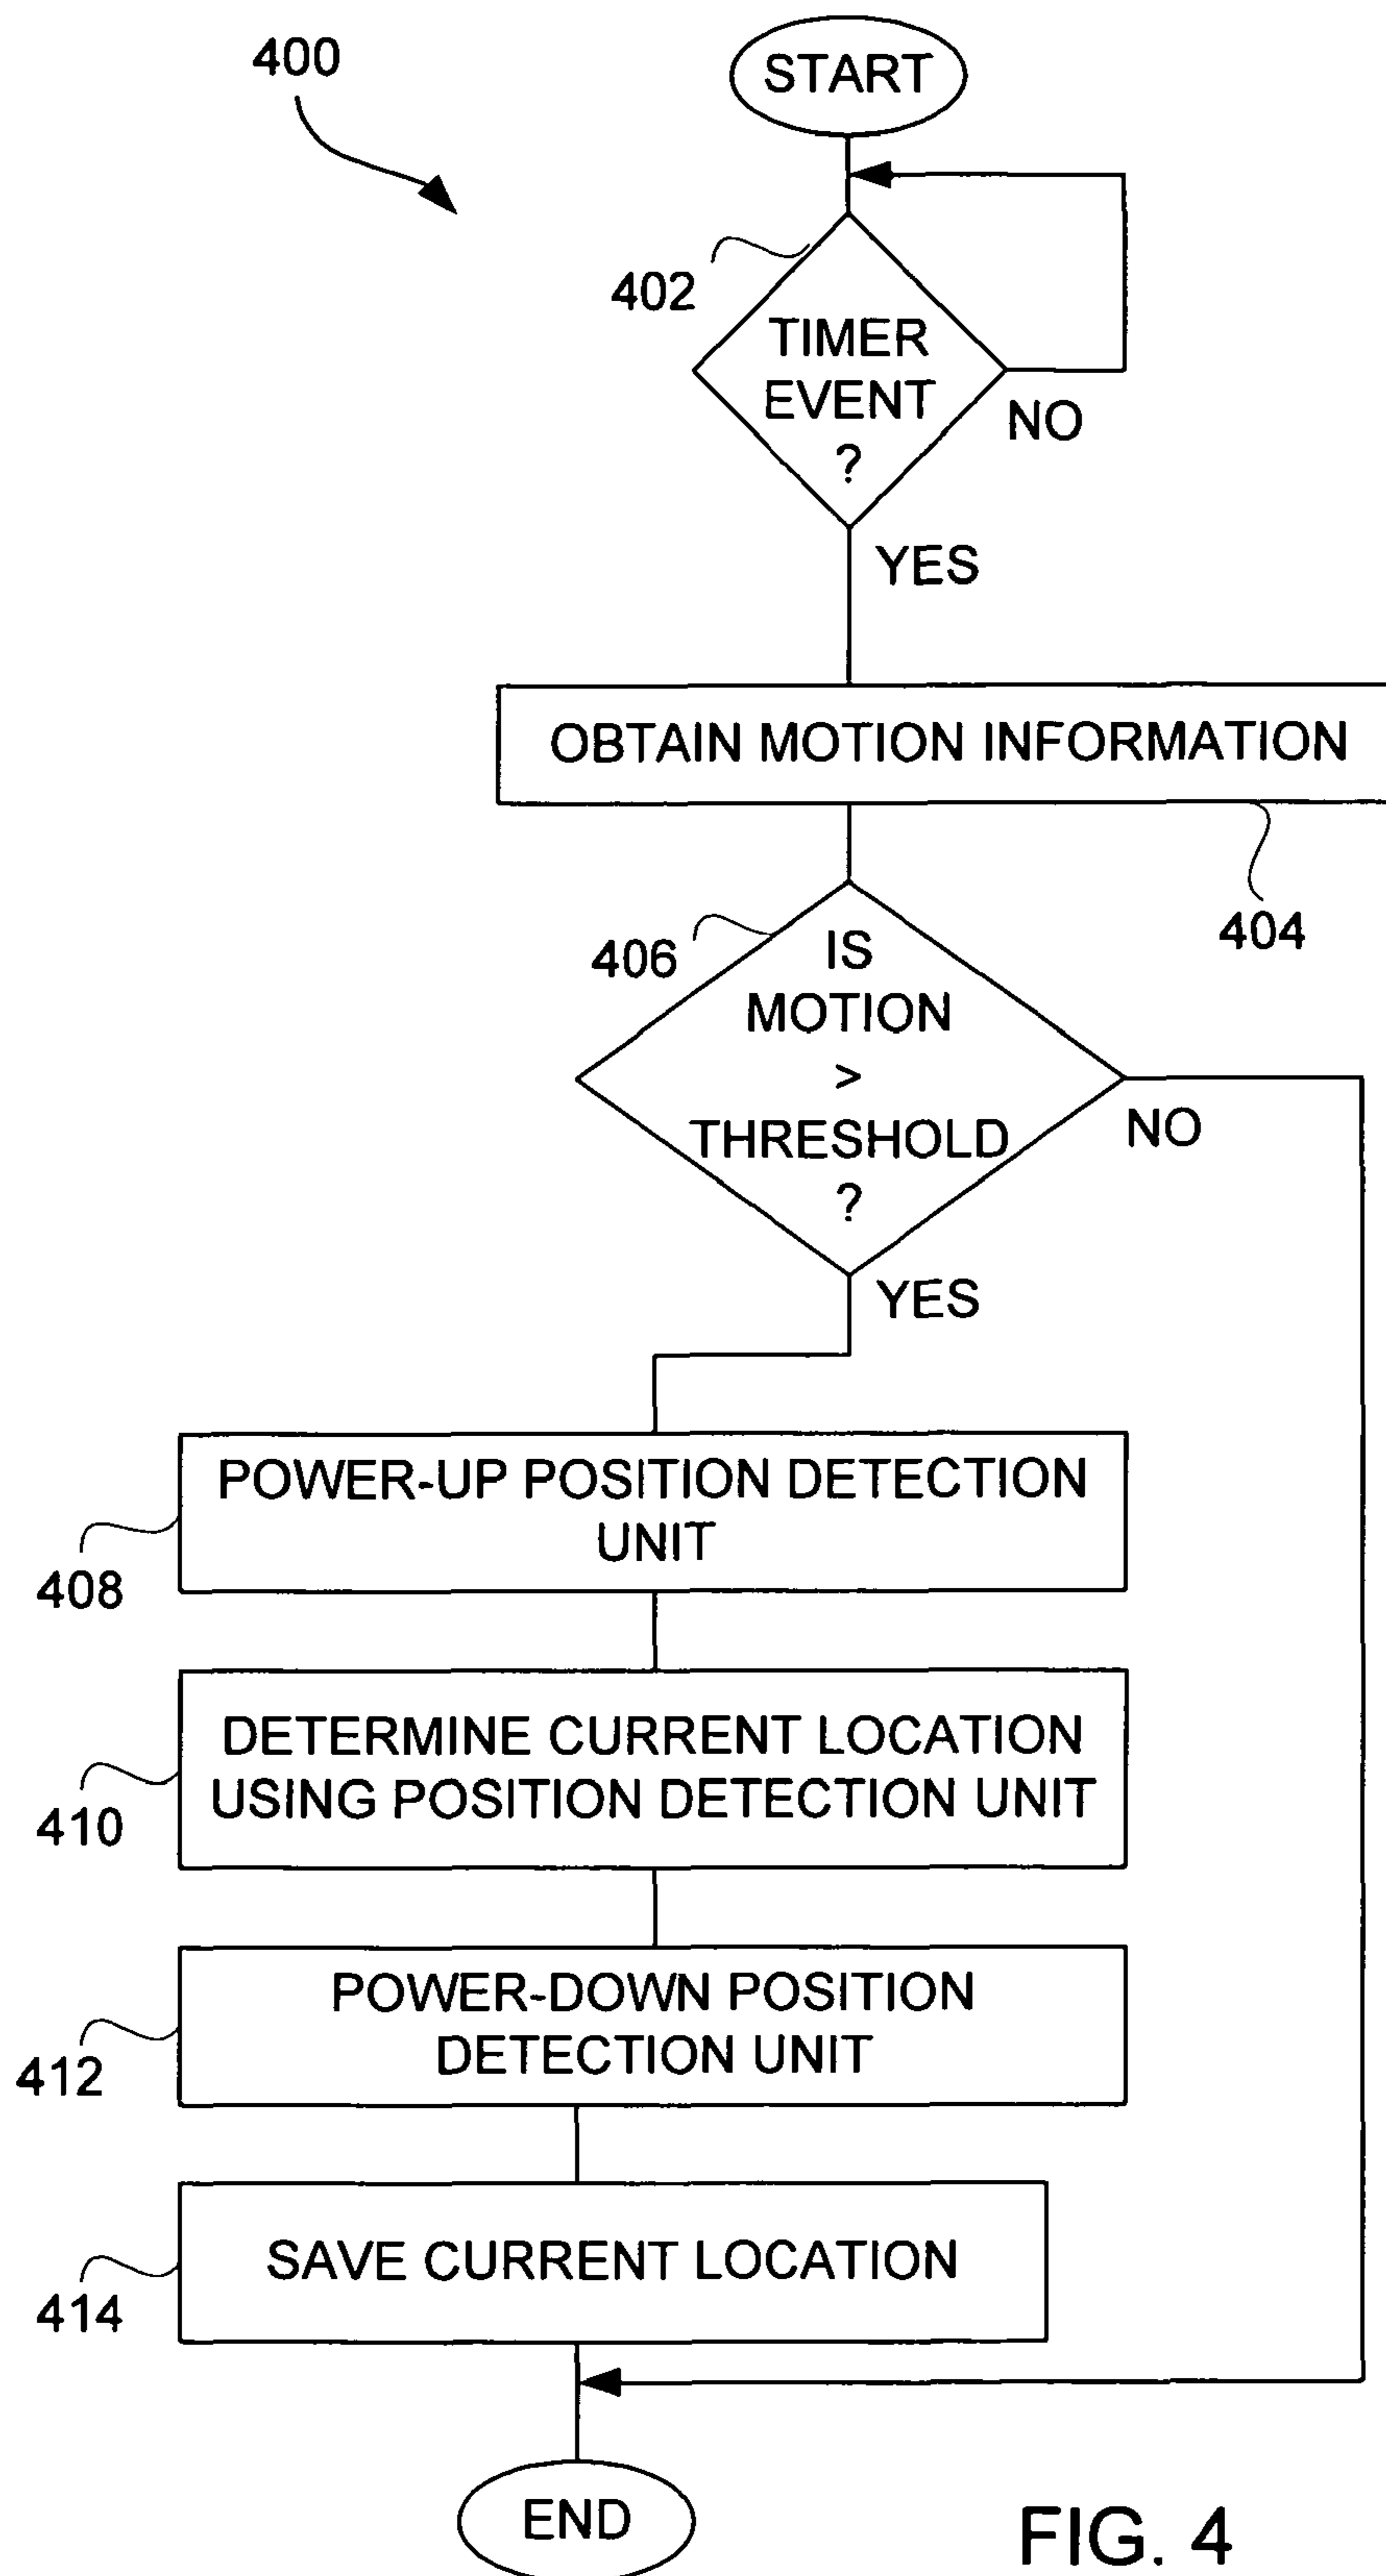 400
START
402
TIMER
EVENT
?
NO
YES
OBTAIN MOTION INFORMATION
404
406
IS
MOTION
>
THRESHOLD
?
NO
YES
POWER-UP POSITION DETECTION
UNIT
408
DETERMINE CURRENT LOCATION
USING POSITION DETECTION UNIT
410
POWER-DOWN POSITION
DETECTION UNIT
412
SAVE CURRENT LOCATION
414
END
FIG. 4